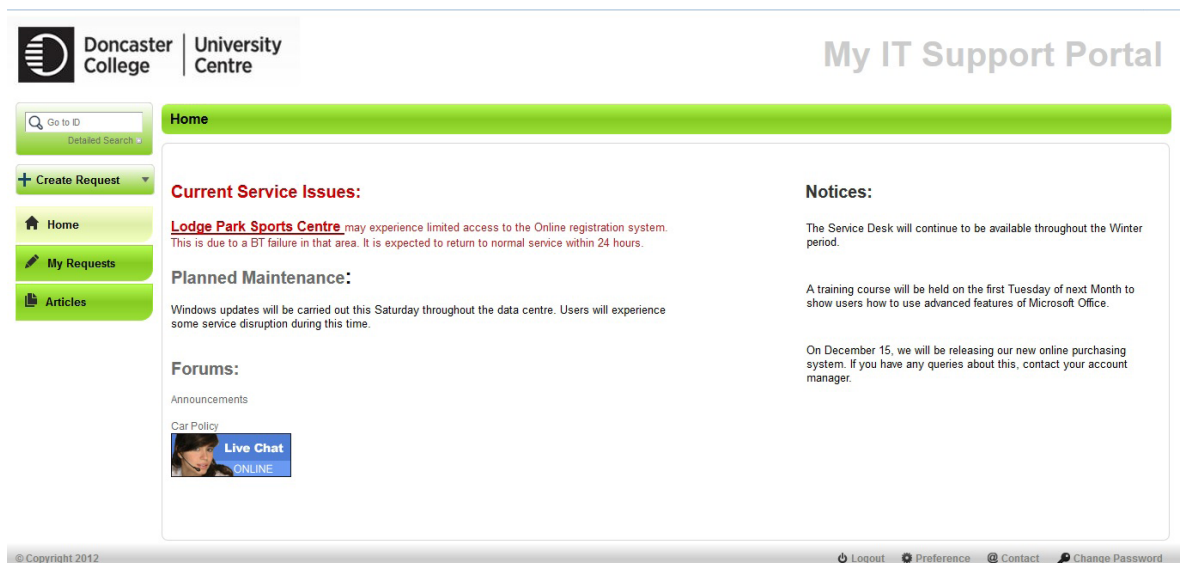 Doncaster College
University Centre
My IT Support Portal
Go to ID
Detailed Search
Create Request
Home
My Requests
Articles
Home
Current Service Issues:
Lodge Park Sports Centre may experience limited access to the Online registration system.
This is due to a BT failure in that area. It is expected to return to normal service within 24 hours.
Planned Maintenance:
Windows updates will be carried out this Saturday throughout the data centre. Users will experience
some service disruption during this time.
Forums:
Announcements
Car Policy
Live Chat
ONLINE
Notices:
The Service Desk will continue to be available throughout the Winter
period.
A training course will be held on the first Tuesday of next Month to
show users how to use advanced features of Microsoft Office.
On December 15, we will be releasing our new online purchasing
system. If you have any queries about this, contact your account
manager.
© Copyright 2012
Logout Preference @ Contact Change Password